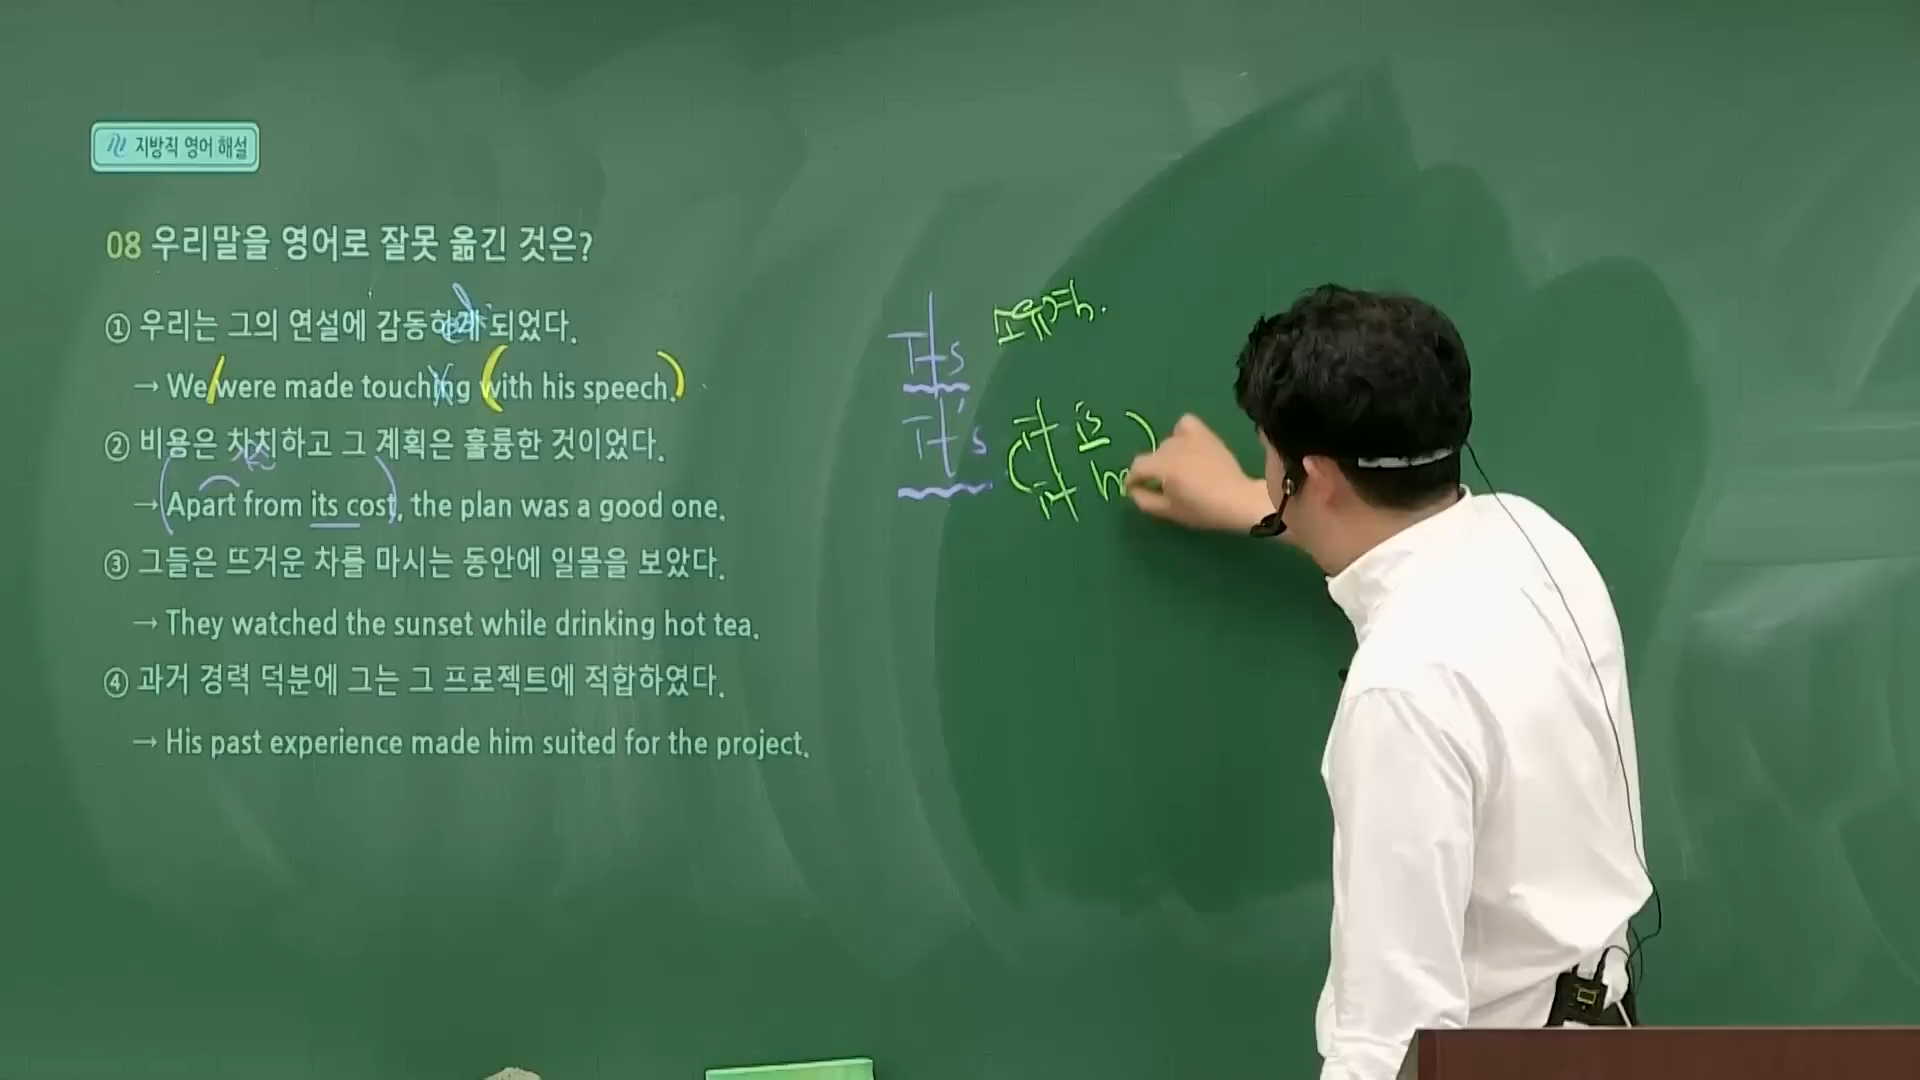 지방직 영어 해설
08 우리말을 영어로 잘못 옮긴 것은?
① 우리는 그의 연설에 감동하게 되었다.
→ We were made touching with his speech.
② 비용은 차치하고 그 계획은 훌륭한 것이었다.
→ Apart from its cost, the plan was a good one.
③ 그들은 뜨거운 차를 마시는 동안에 일몰을 보았다.
→ They watched the sunset while drinking hot tea.
④ 과거 경력 덕분에 그는 그 프로젝트에 적합하였다.
→ His past experience made him suited for the project.
Its 소유격.
It's (it is
it ha